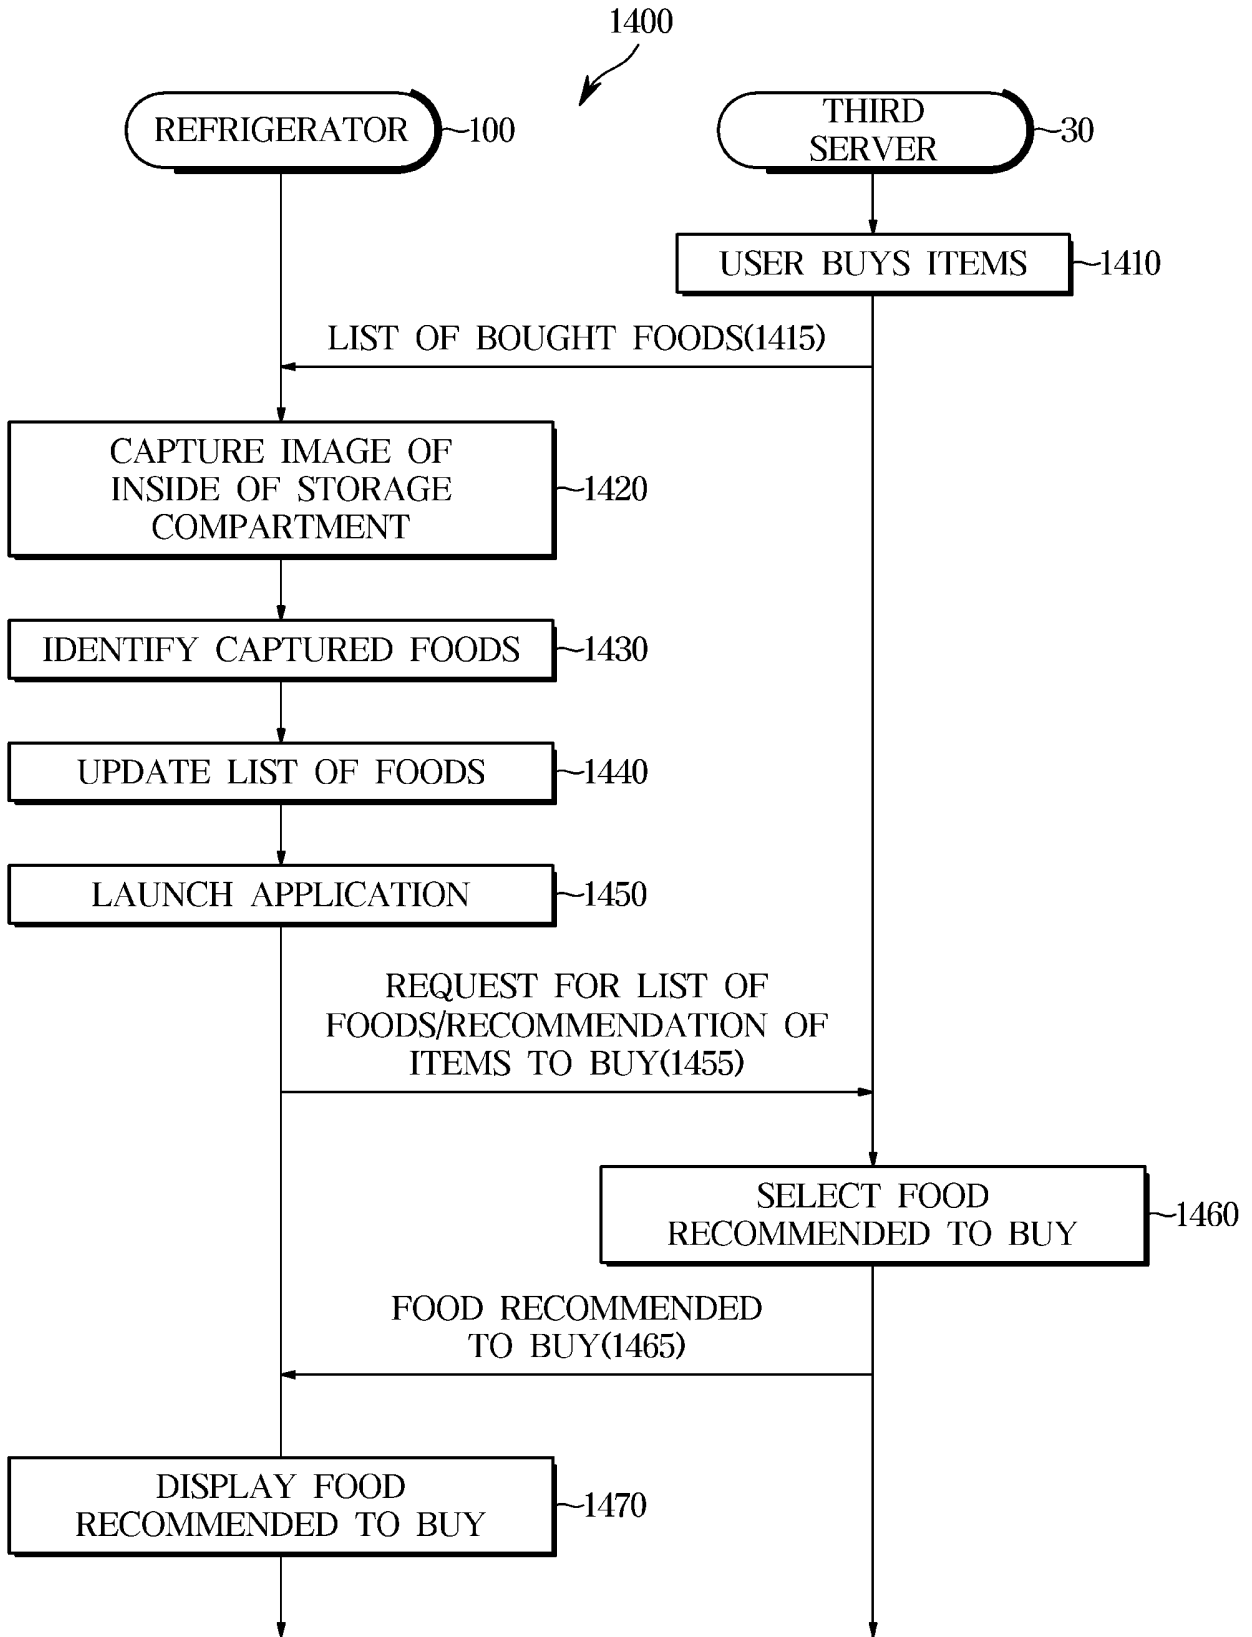 1400
REFRIGERATOR
100
THIRD
SERVER
30
USER BUYS ITEMS
1410
LIST OF BOUGHT FOODS(1415)
CAPTURE IMAGE OF
INSIDE OF STORAGE
COMPARTMENT
1420
IDENTIFY CAPTURED FOODS
1430
UPDATE LIST OF FOODS
1440
LAUNCH APPLICATION
1450
REQUEST FOR LIST OF
FOODS/RECOMMENDATION OF
ITEMS TO BUY(1455)
SELECT FOOD
RECOMMENDED TO BUY
1460
FOOD RECOMMENDED
TO BUY(1465)
DISPLAY FOOD
RECOMMENDED TO BUY
1470